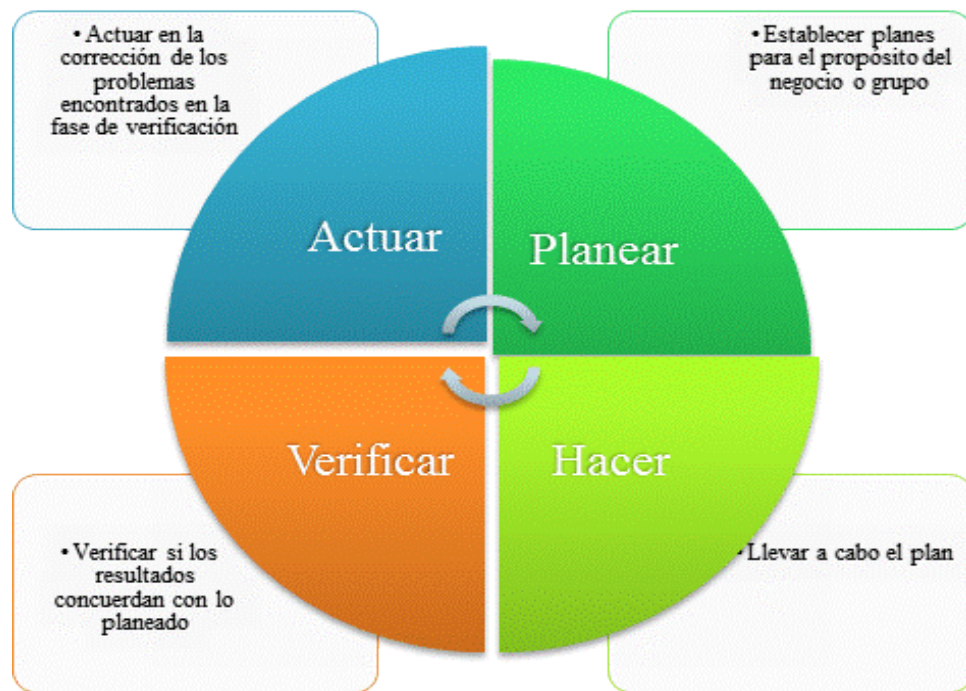 • Actuar en la
corrección de los
problemas
encontrados en la
fase de verificación
• Establecer planes
para el propósito del
negocio o grupo
Actuar
Planear
Verificar
Hacer
• Verificar si los
resultados
concuerdan con lo
planeado
• Llevar a cabo el plan